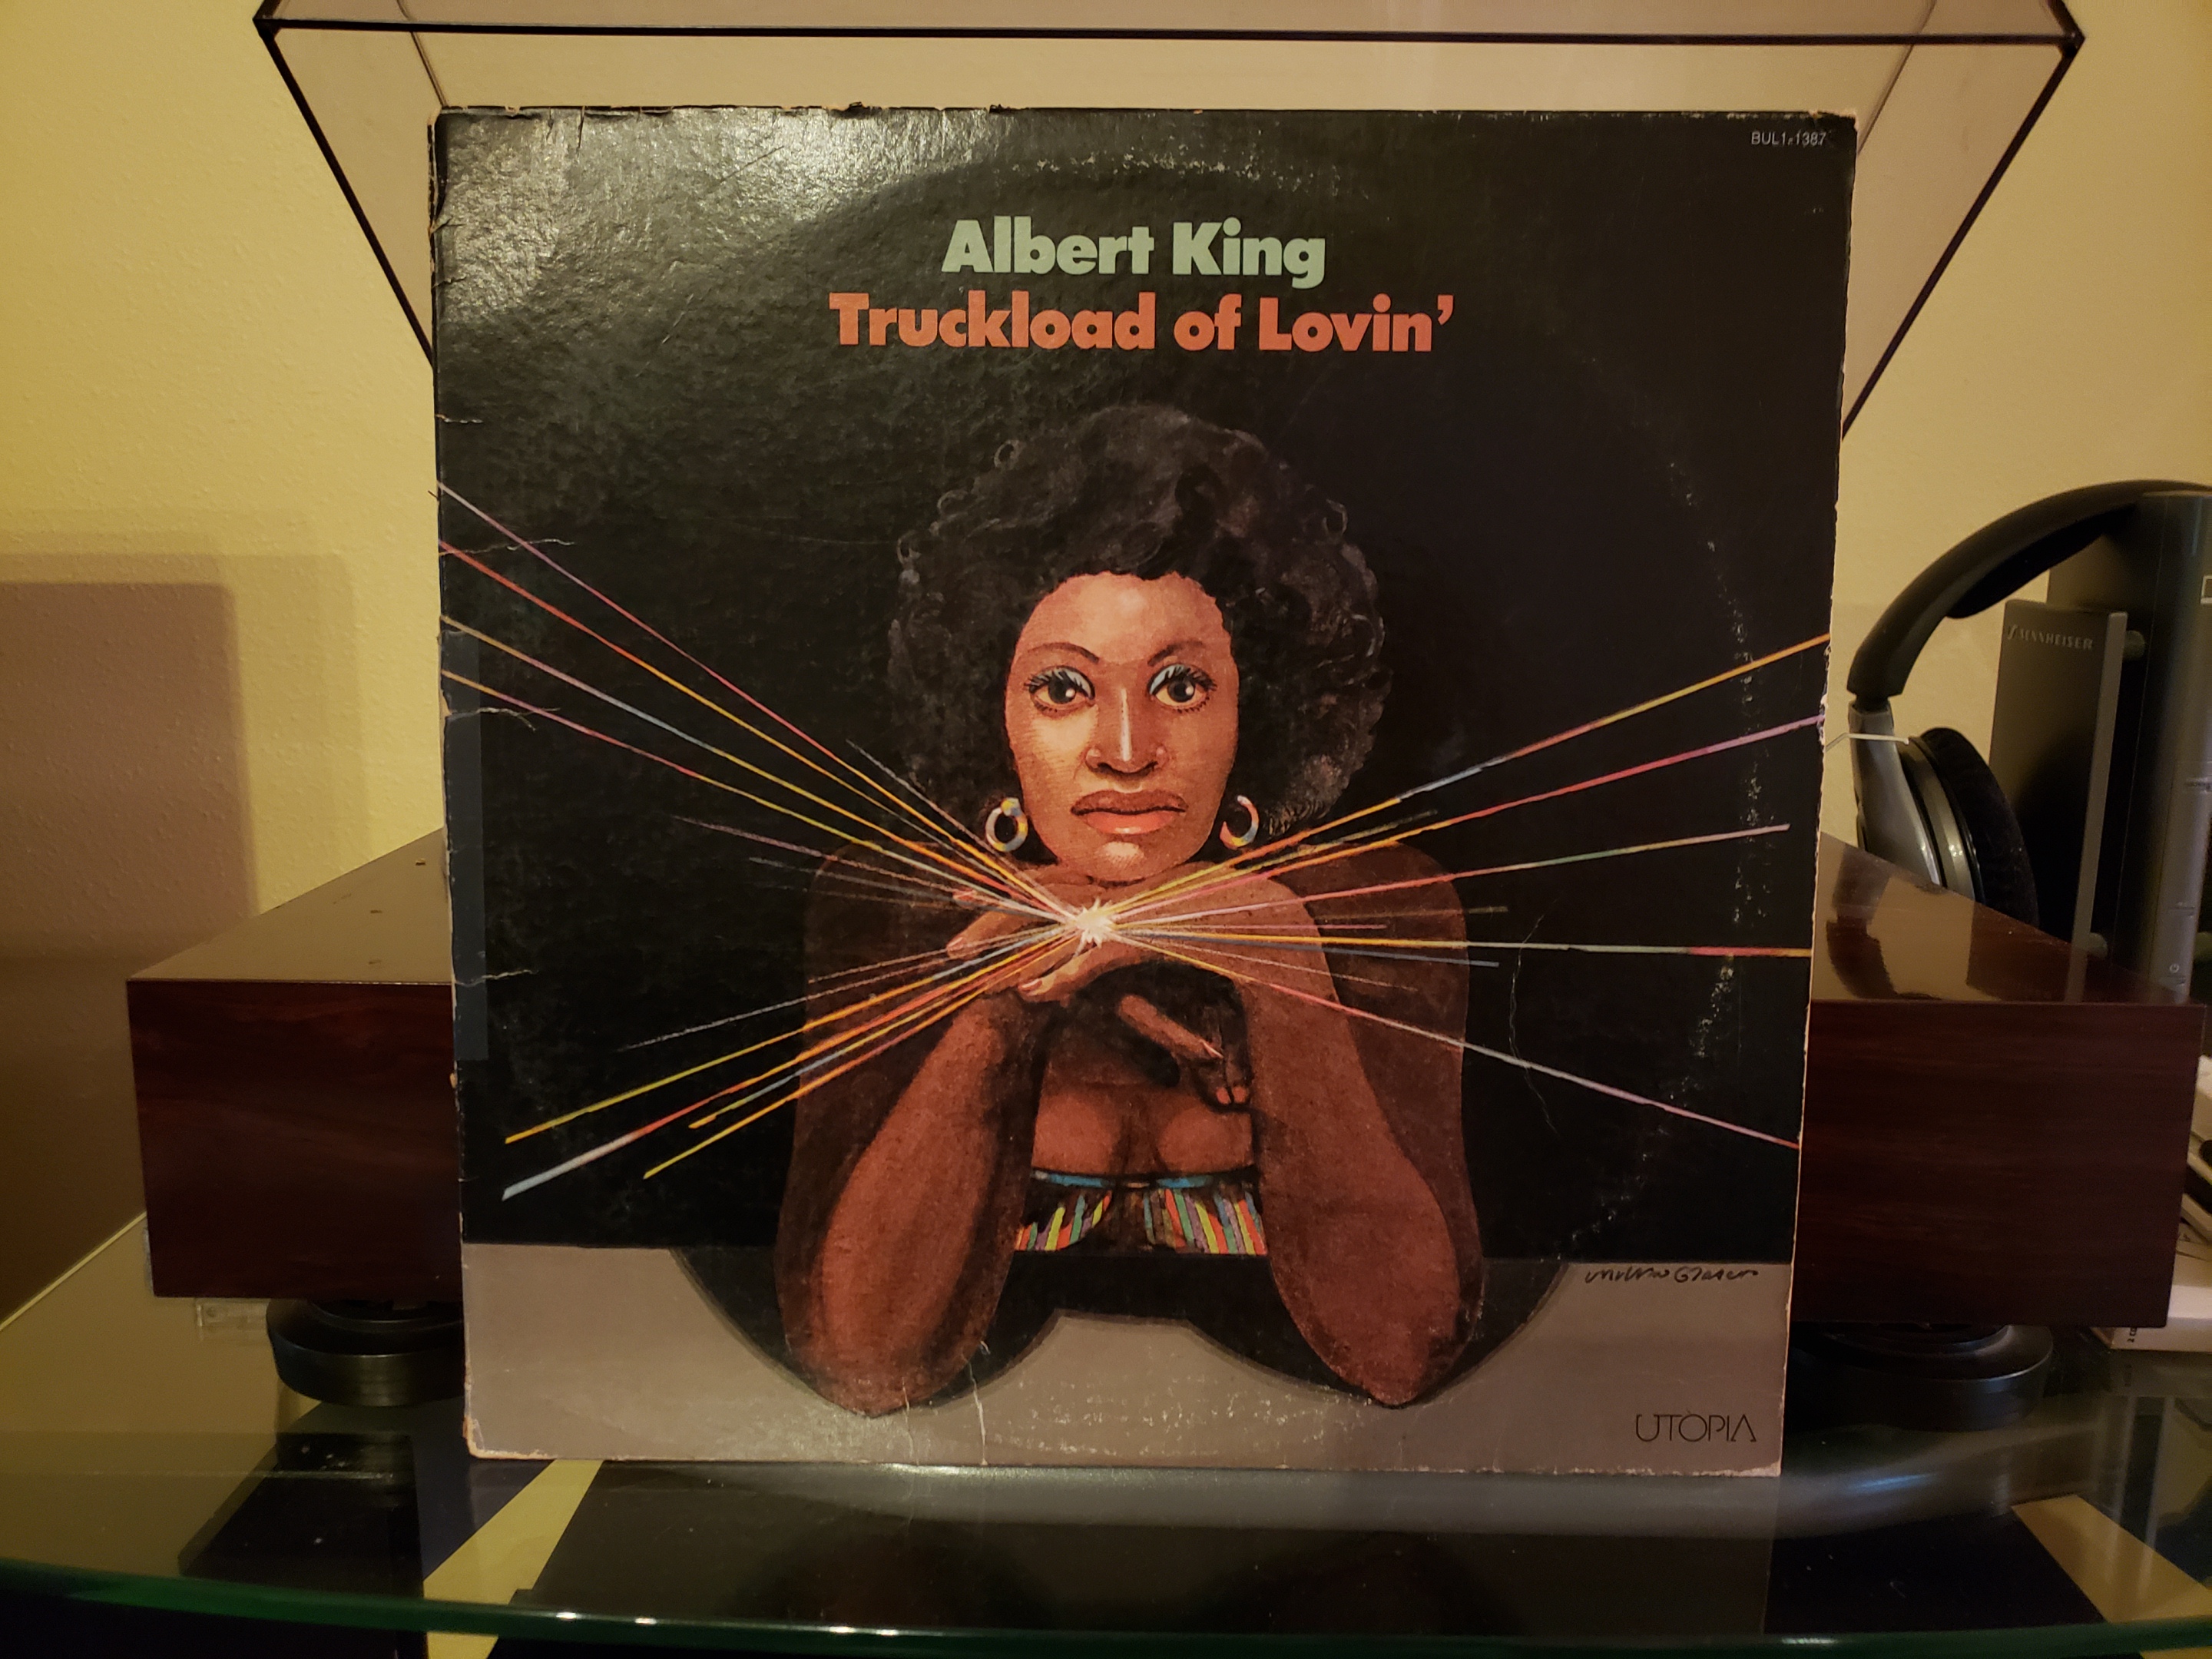 BUL1-1387
Albert King
Truckload of Lovin'
SENNHEISER
Milton Glaser
UTOPIA